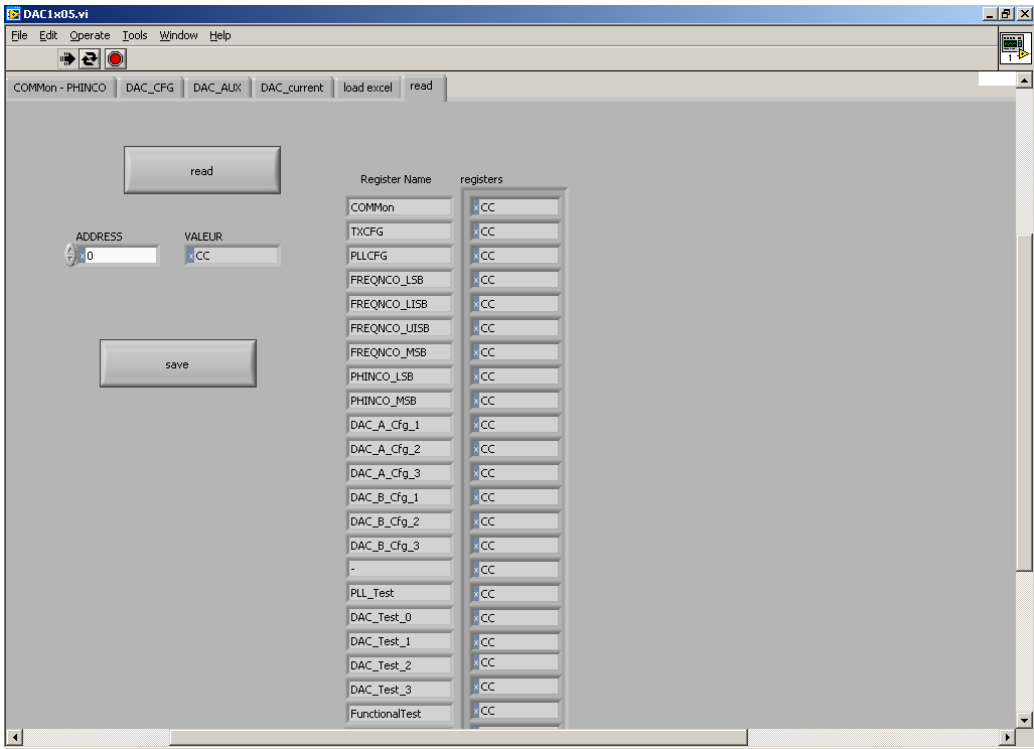 DAC1x05.vi
File Edit Operate Tools Window Help
1
COMMon - PHINCO DAC_CFG DAC_AUX DAC_current load excel read
read
Register Name registers
COMMon x CC
ADDRESS VALEUR
TXCFG x CC
x 0 x CC
PLLCFG x CC
FREQNCO_LSB x CC
FREQNCO_LISB x CC
FREQNCO_UISB x CC
FREQNCO_MSB x CC
save
PHINCO_LSB x CC
PHINCO_MSB x CC
DAC_A_Cfg_1 x CC
DAC_A_Cfg_2 x CC
DAC_A_Cfg_3 x CC
DAC_B_Cfg_1 x CC
DAC_B_Cfg_2 x CC
DAC_B_Cfg_3 x CC
- x CC
PLL_Test x CC
DAC_Test_0 x CC
DAC_Test_1 x CC
DAC_Test_2 x CC
DAC_Test_3 x CC
FunctionalTest x CC